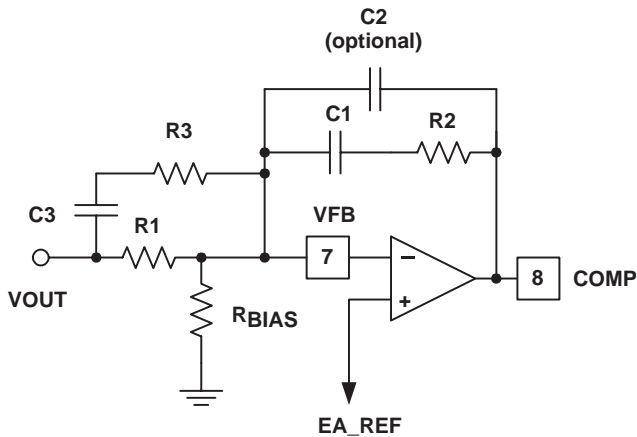 C2
(optional)
C1
R2
R3
C3
R1
VFB
7
−
+
8
COMP
VOUT
RBIAS
EA_REF